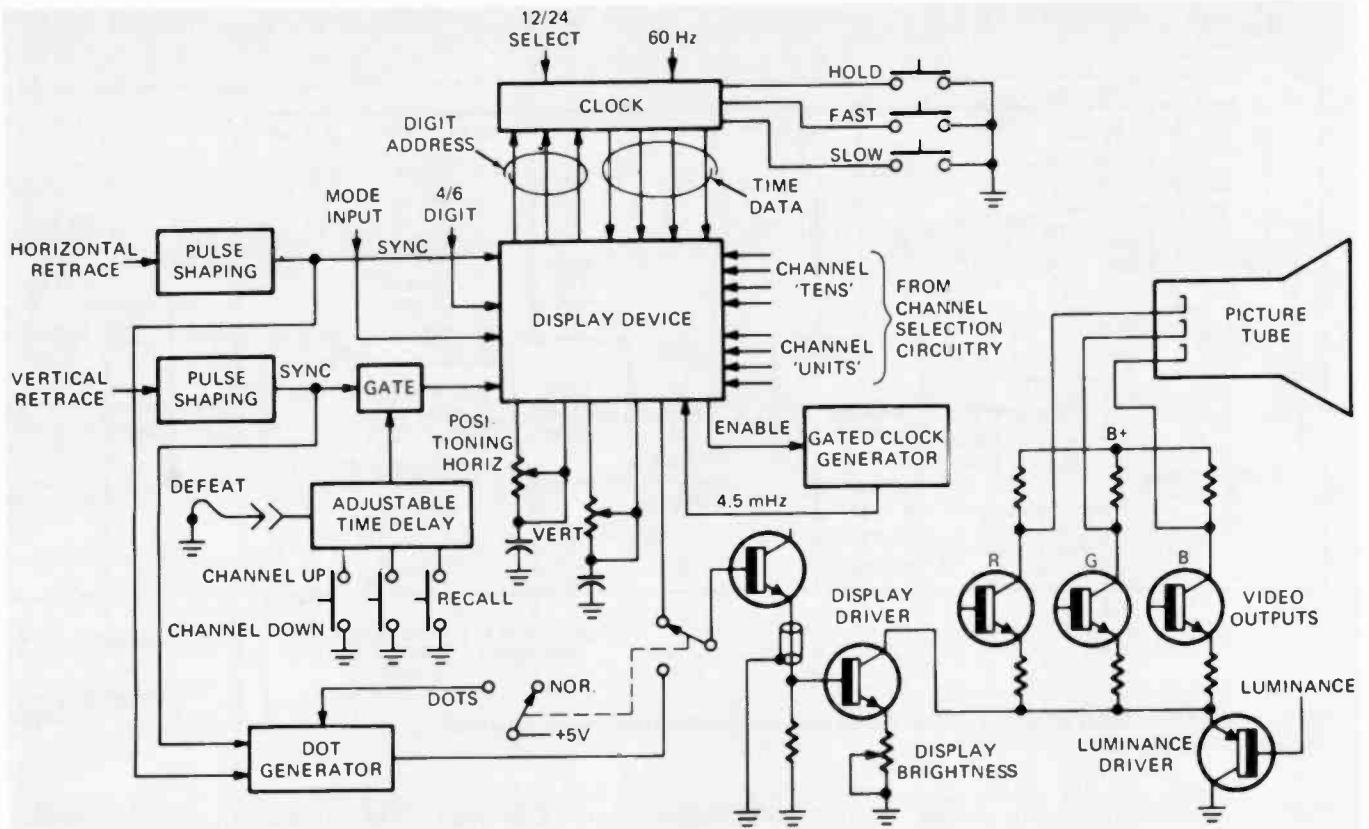 12/24
SELECT
60 Hz
CLOCK
HOLD
FAST
SLOW
DIGIT
ADDRESS
TIME
DATA
MODE
INPUT
4/6
DIGIT
HORIZONTAL
RETRACE
PULSE
SHAPING
SYNC
DISPLAY DEVICE
CHANNEL
'TENS'
CHANNEL
'UNITS'
FROM
CHANNEL
SELECTION
CIRCUITRY
PICTURE
TUBE
VERTICAL
RETRACE
PULSE
SHAPING
SYNC
GATE
POSI-
TIONING
HORIZ
VERT
ENABLE
GATED CLOCK
GENERATOR
4.5 mHz
B+
DEFEAT
ADJUSTABLE
TIME DELAY
CHANNEL UP
RECALL
CHANNEL DOWN
R
G
B
VIDEO
OUTPUTS
DISPLAY
DRIVER
DOTS
NOR.
+5V
DOT
GENERATOR
DISPLAY
BRIGHTNESS
LUMINANCE
LUMINANCE
DRIVER